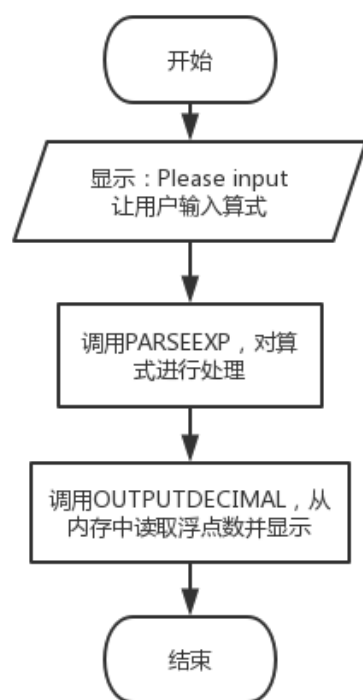 开始
显示：Please input
让用户输入算式
调用PARSEEXP，对算
式进行处理
调用OUTPUTDECIMAL，从
内存中读取浮点数并显示
结束